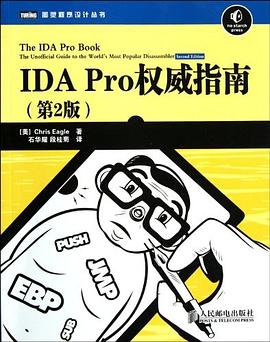 TURING 图灵程序设计丛书
no starch press
The IDA Pro Book
The Unofficial Guide to the World's Most Popular Disassembler Second Edition
IDA Pro权威指南
(第2版)
[美] Chris Eagle 著
石华耀 段桂菊 译
PUSH
JMP
EBP
SUB
人民邮电出版社
POSTS & TELECOM PRESS